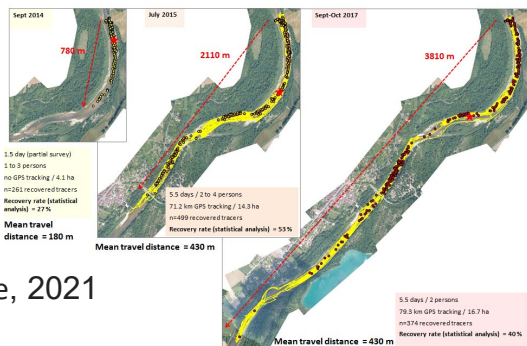 Sept 2014
780 m
1.5 day (partial survey)
1 to 3 persons
no GPS tracking / 4.1 ha
n=261 recovered tracers
Recovery rate (statistical analysis) = 27 %
Mean travel
distance = 180 m
July 2015
2110 m
5.5 days / 2 to 4 persons
71.2 km GPS tracking / 14.3 ha
n=499 recovered tracers
Recovery rate (statistical
analysis) = 53 %
Mean travel distance = 430 m
Sept-Oct 2017
3810 m
5.5 days / 2 persons
79.3 km GPS tracking / 16.7 ha
n=374 recovered tracers
Recovery rate (statistical
analysis) = 40 %
Mean travel distance = 430 m
e, 2021